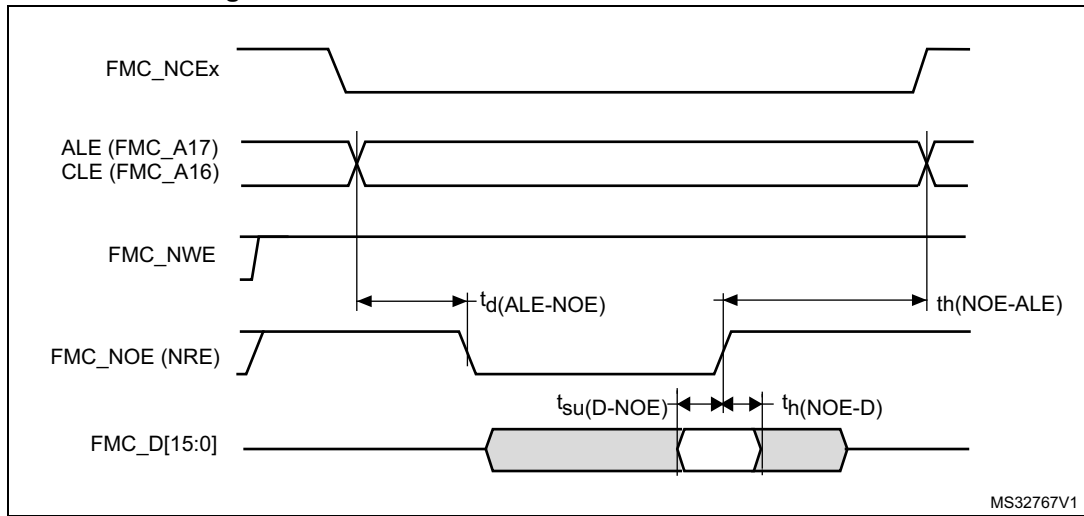 FMC_NCEx
ALE (FMC_A17)
CLE (FMC_A16)
FMC_NWE
td(ALE-NOE)
th(NOE-ALE)
FMC_NOE (NRE)
tsu(D-NOE)
th(NOE-D)
FMC_D[15:0]
MS32767V1